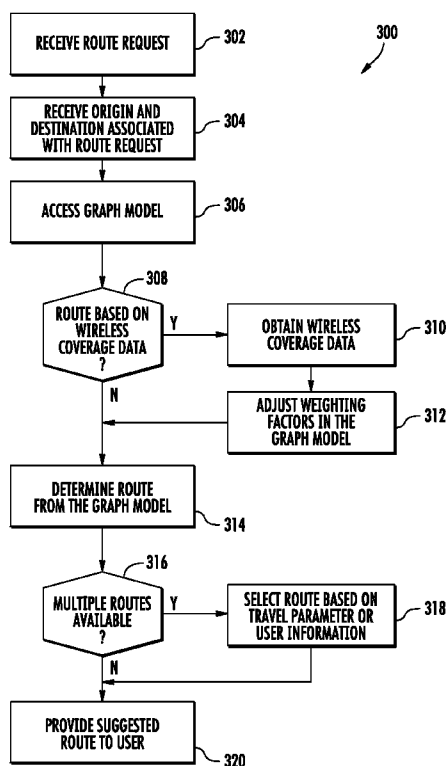 RECEIVE ROUTE REQUEST
302
300
RECEIVE ORIGIN AND
DESTINATION ASSOCIATED
WITH ROUTE REQUEST
304
ACCESS GRAPH MODEL
306
308
ROUTE BASED ON
WIRELESS
COVERAGE DATA
?
Y
N
OBTAIN WIRELESS
COVERAGE DATA
310
ADJUST WEIGHTING
FACTORS IN THE
GRAPH MODEL
312
DETERMINE ROUTE
FROM THE GRAPH MODEL
314
316
MULTIPLE ROUTES
AVAILABLE
?
Y
N
SELECT ROUTE BASED ON
TRAVEL PARAMETER OR
USER INFORMATION
318
PROVIDE SUGGESTED
ROUTE TO USER
320